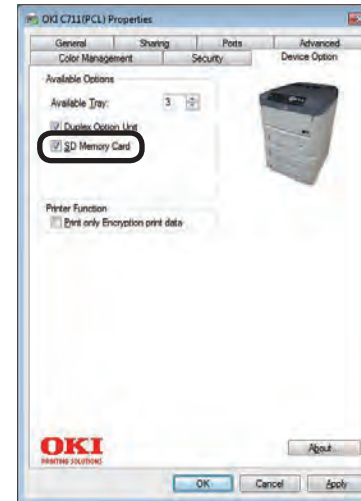 OKI C711(PCL) Properties
General Sharing Ports Advanced
Color Management Security Device Option
Available Options
Available Tray: 3
Duplex Option Unit
SD Memory Card
Printer Function
Print only Encryption print data
OKI
PRINTING SOLUTIONS
About
OK Cancel Apply